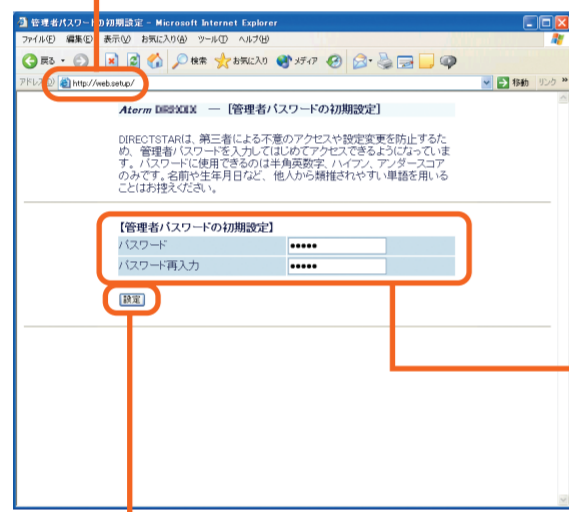 管理者パスワードの初期設定 - Microsoft Internet Explorer
ファイル(F) 編集(E) 表示(V) お気に入り(A) ツール(T) ヘルプ(H)
戻る 検索 お気に入り メディア
アドレス(D) http://web.setup/ 移動 リンク »
Aterm — [管理者パスワードの初期設定]
DIRECTSTARは、第三者による不意のアクセスや設定変更を防止するた
め、管理者パスワードを入力してはじめてアクセスできるようになっていま
す。パスワードに使用できるのは半角英数字、ハイフン、アンダースコア
のみです。名前や生年月日など、他人から類推されやすい単語を用いる
ことはお控えください。
【管理者パスワードの初期設定】
パスワード •••••
パスワード再入力 •••••
設定